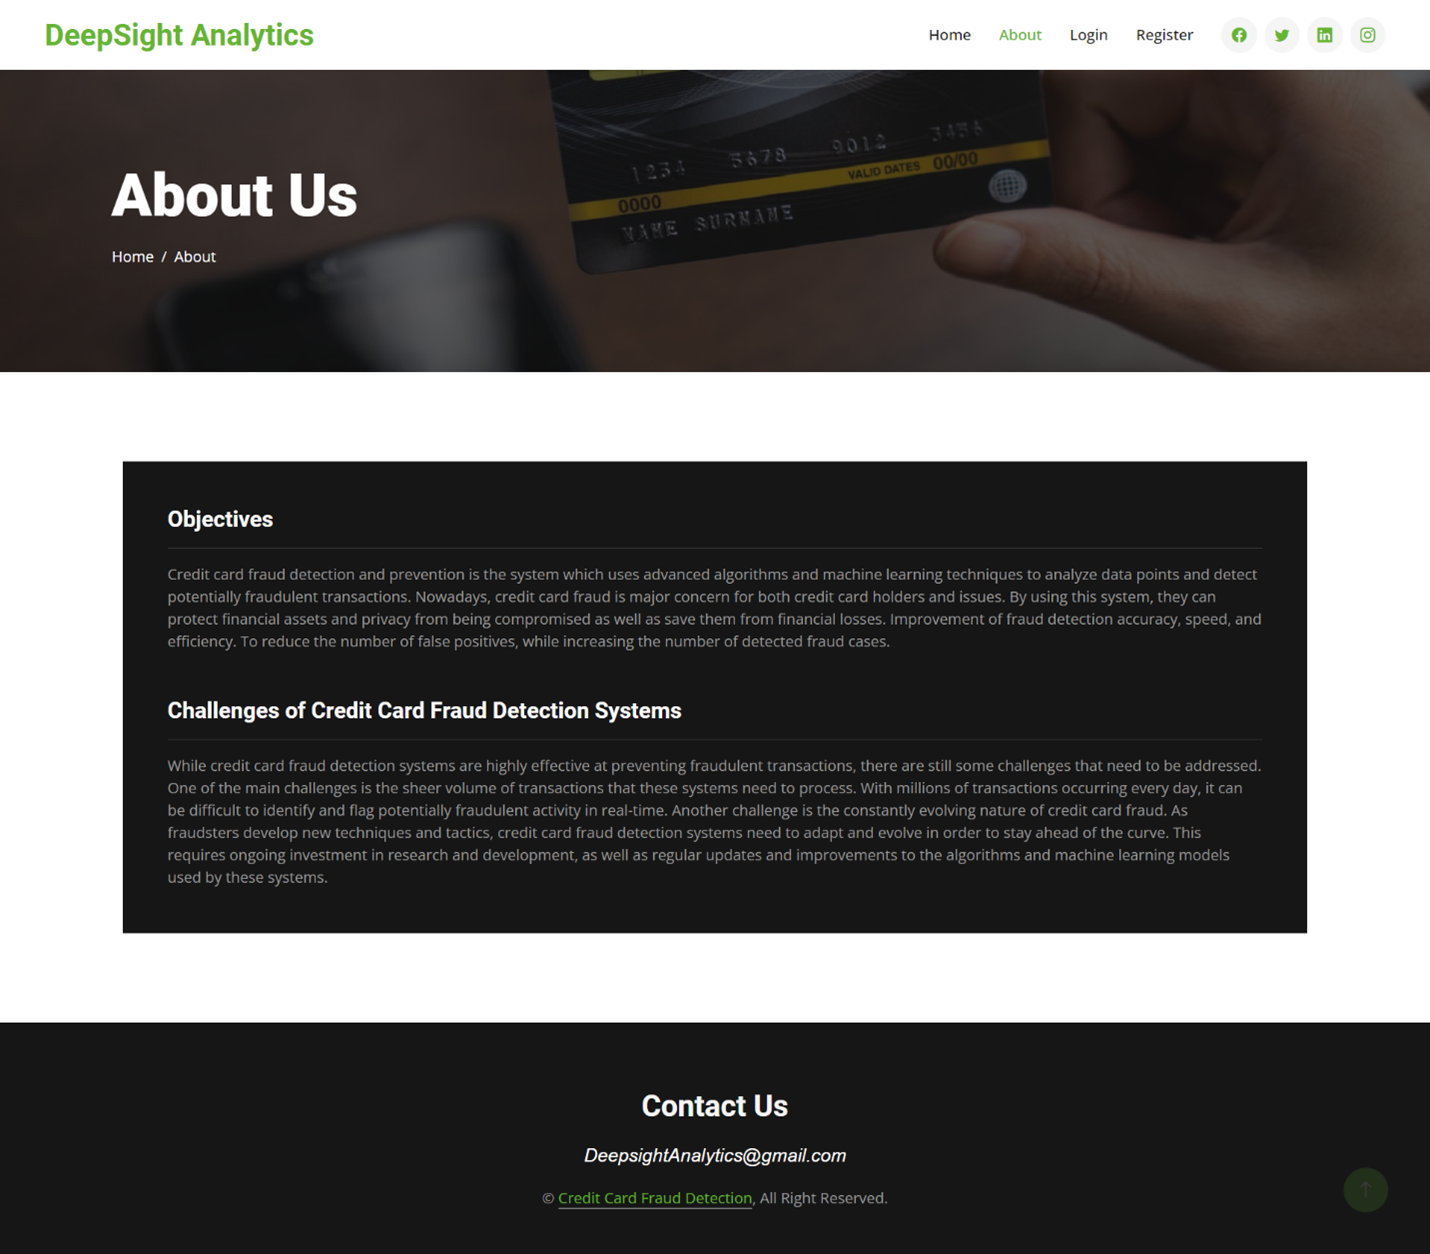 DeepSight Analytics
Home About Login Register
1234 5678 9012 3456
VALID DATES 00/00
0000
NAME SURNAME
About Us
Home / About
Objectives
Credit card fraud detection and prevention is the system which uses advanced algorithms and machine learning techniques to analyze data points and detect
potentially fraudulent transactions. Nowadays, credit card fraud is major concern for both credit card holders and issues. By using this system, they can
protect financial assets and privacy from being compromised as well as save them from financial losses. Improvement of fraud detection accuracy, speed, and
efficiency. To reduce the number of false positives, while increasing the number of detected fraud cases.
Challenges of Credit Card Fraud Detection Systems
While credit card fraud detection systems are highly effective at preventing fraudulent transactions, there are still some challenges that need to be addressed.
One of the main challenges is the sheer volume of transactions that these systems need to process. With millions of transactions occurring every day, it can
be difficult to identify and flag potentially fraudulent activity in real-time. Another challenge is the constantly evolving nature of credit card fraud. As
fraudsters develop new techniques and tactics, credit card fraud detection systems need to adapt and evolve in order to stay ahead of the curve. This
requires ongoing investment in research and development, as well as regular updates and improvements to the algorithms and machine learning models
used by these systems.
Contact Us
DeepsightAnalytics@gmail.com
© Credit Card Fraud Detection, All Right Reserved.